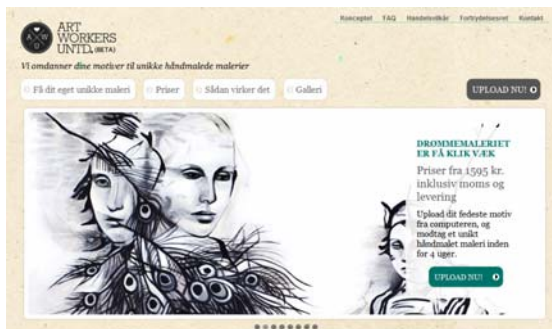 Konceptet FAQ Handelsvilkår Fortrydelsesret Kontakt
A W
U
ART
WORKERS
UNTD. (BETA)
Vi omdanner dine motiver til unikke håndmalede malerier
Få dit eget unikke maleri Priser Sådan virker det Galleri UPLOAD NU!
DRØMMEMALERIET
ER FÅ KLIK VÆK
Priser fra 1595 kr.
inklusiv moms og
levering
Upload dit fedeste motiv
fra computeren, og
modtag et unikt
håndmalet maleri inden
for 4 uger.
UPLOAD NU!